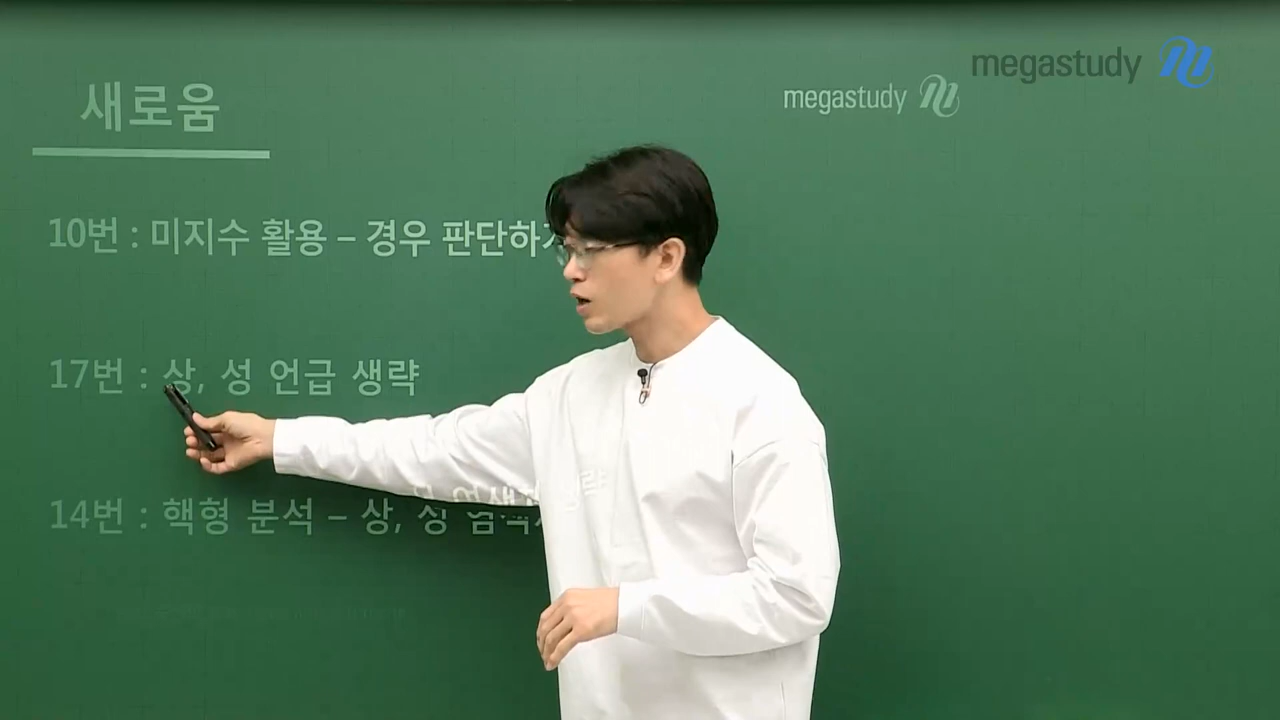 megastudy
새로움
megastudy
10번 : 미지수 활용 – 경우 판단하
17번 : 상, 성 언급 생략
14번 : 핵형 분석 – 상, 성